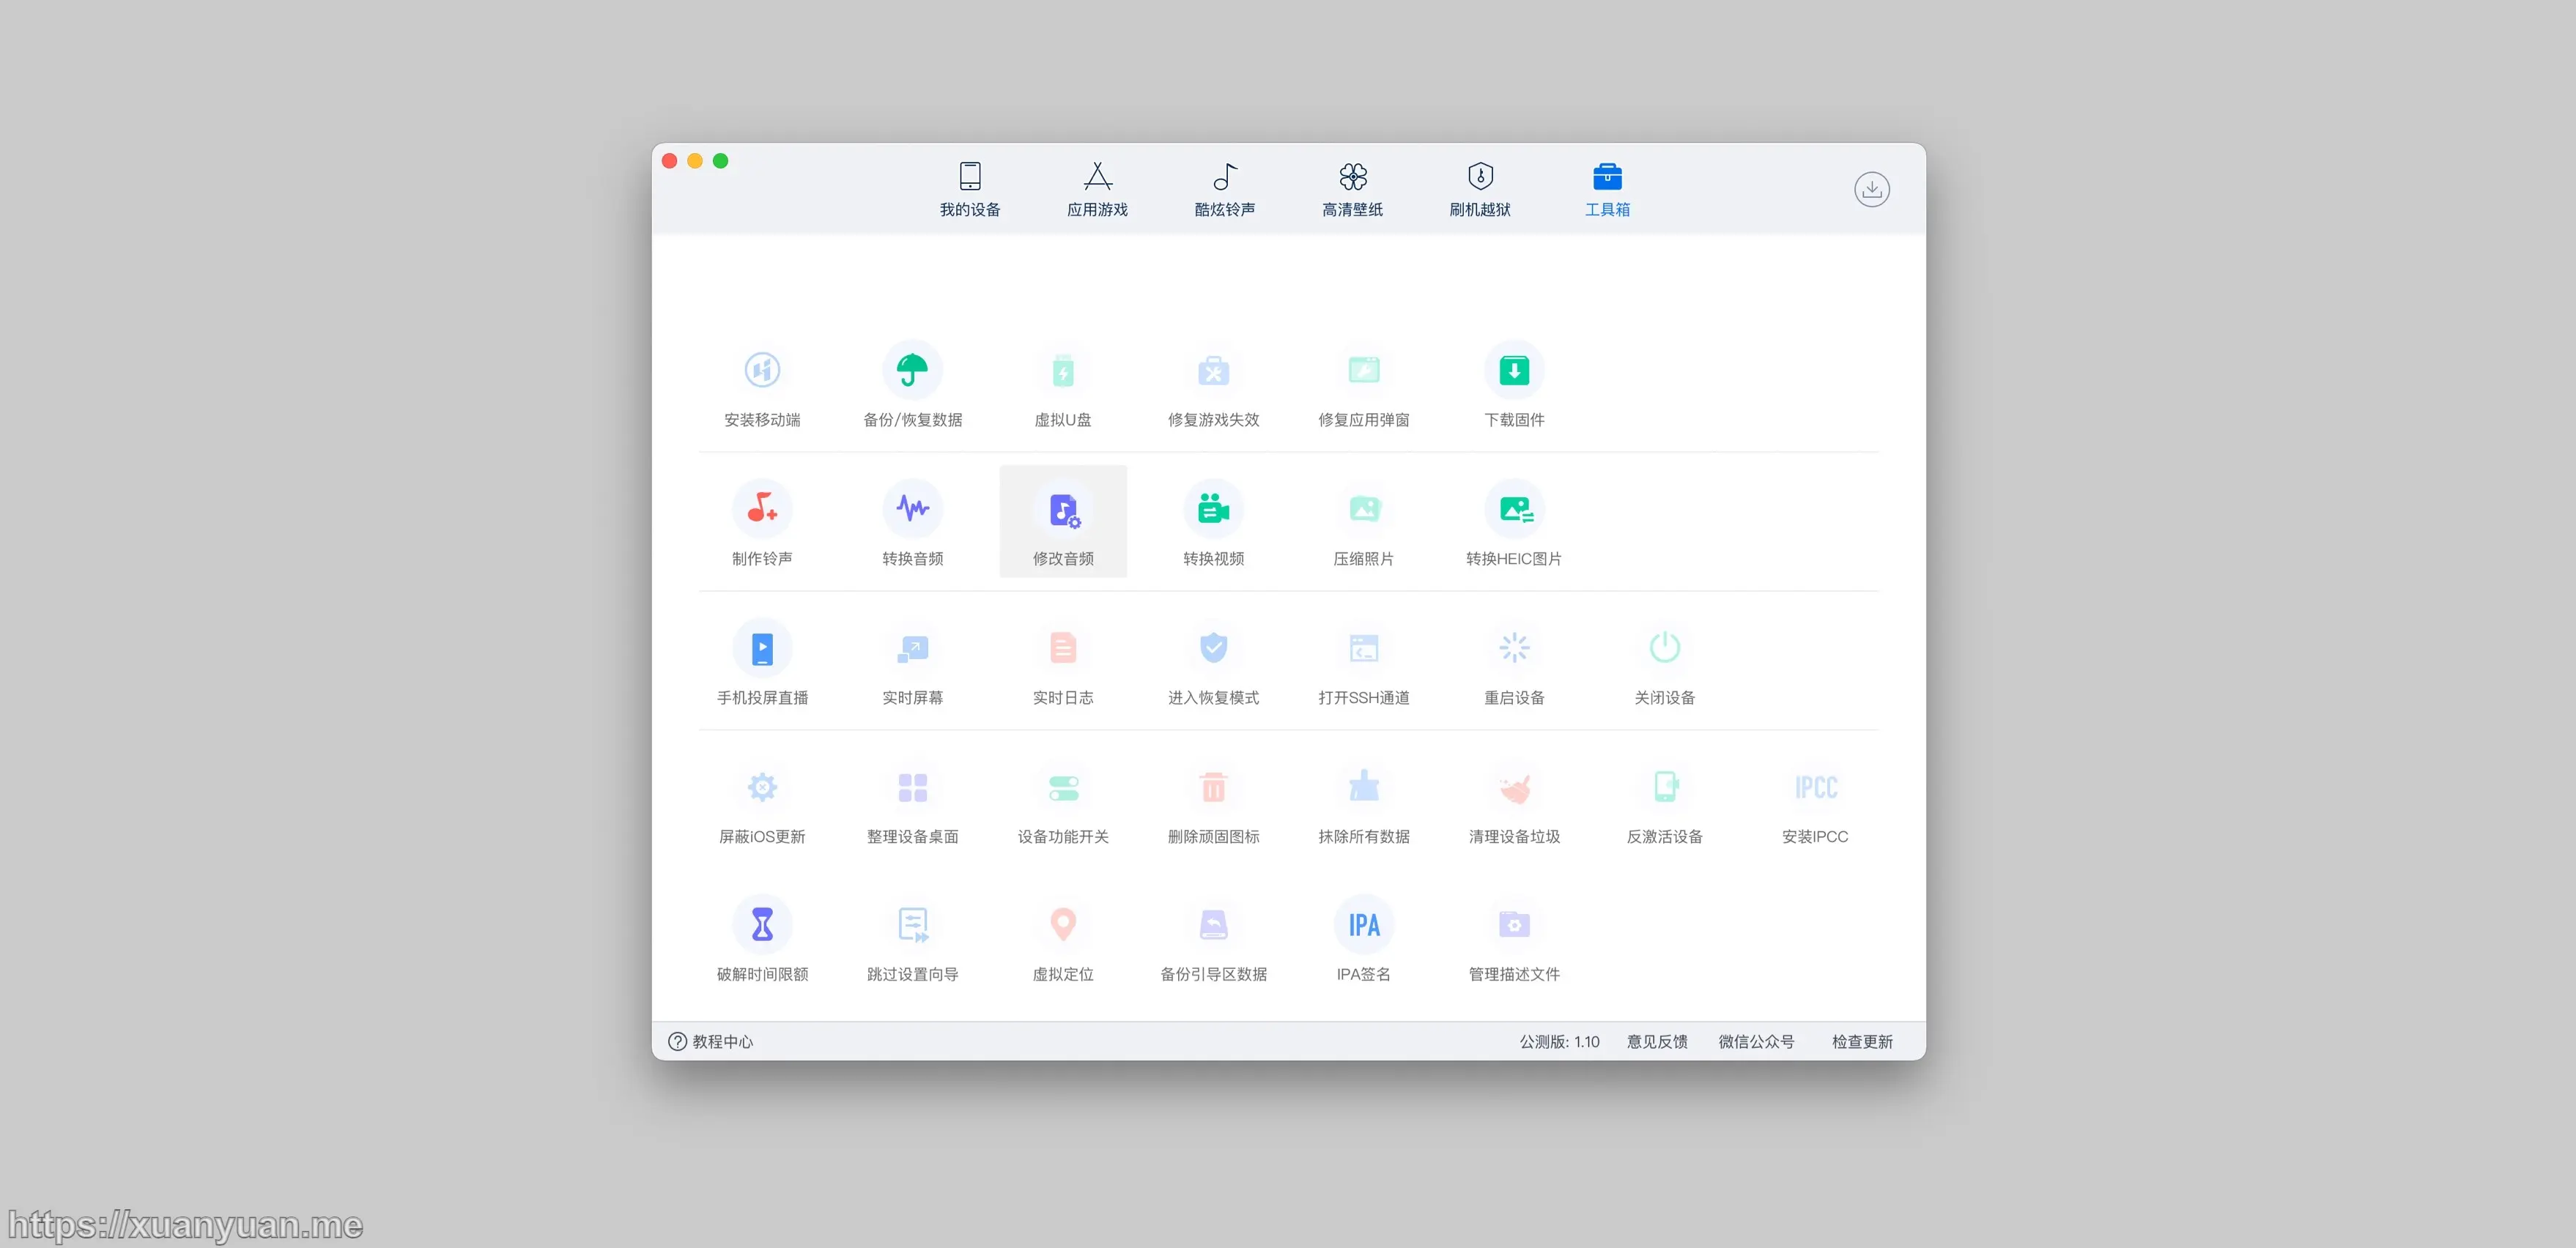 我的设备 应用游戏 酷炫铃声 高清壁纸 刷机越狱 工具箱
安装移动端 备份/恢复数据 虚拟U盘 修复游戏失效 修复应用弹窗 下载固件
制作铃声 转换音频 修改音频 转换视频 压缩照片 转换HEIC图片
手机投屏直播 实时屏幕 实时日志 进入恢复模式 打开SSH通道 重启设备 关闭设备
IPCC
屏蔽iOS更新 整理设备桌面 设备功能开关 删除顽固图标 抹除所有数据 清理设备垃圾 反激活设备 安装IPCC
IPA
破解时间限额 跳过设置向导 虚拟定位 备份引导区数据 IPA签名 管理描述文件
教程中心 公测版: 1.10 意见反馈 微信公众号 检查更新
https://xuanyuan.me